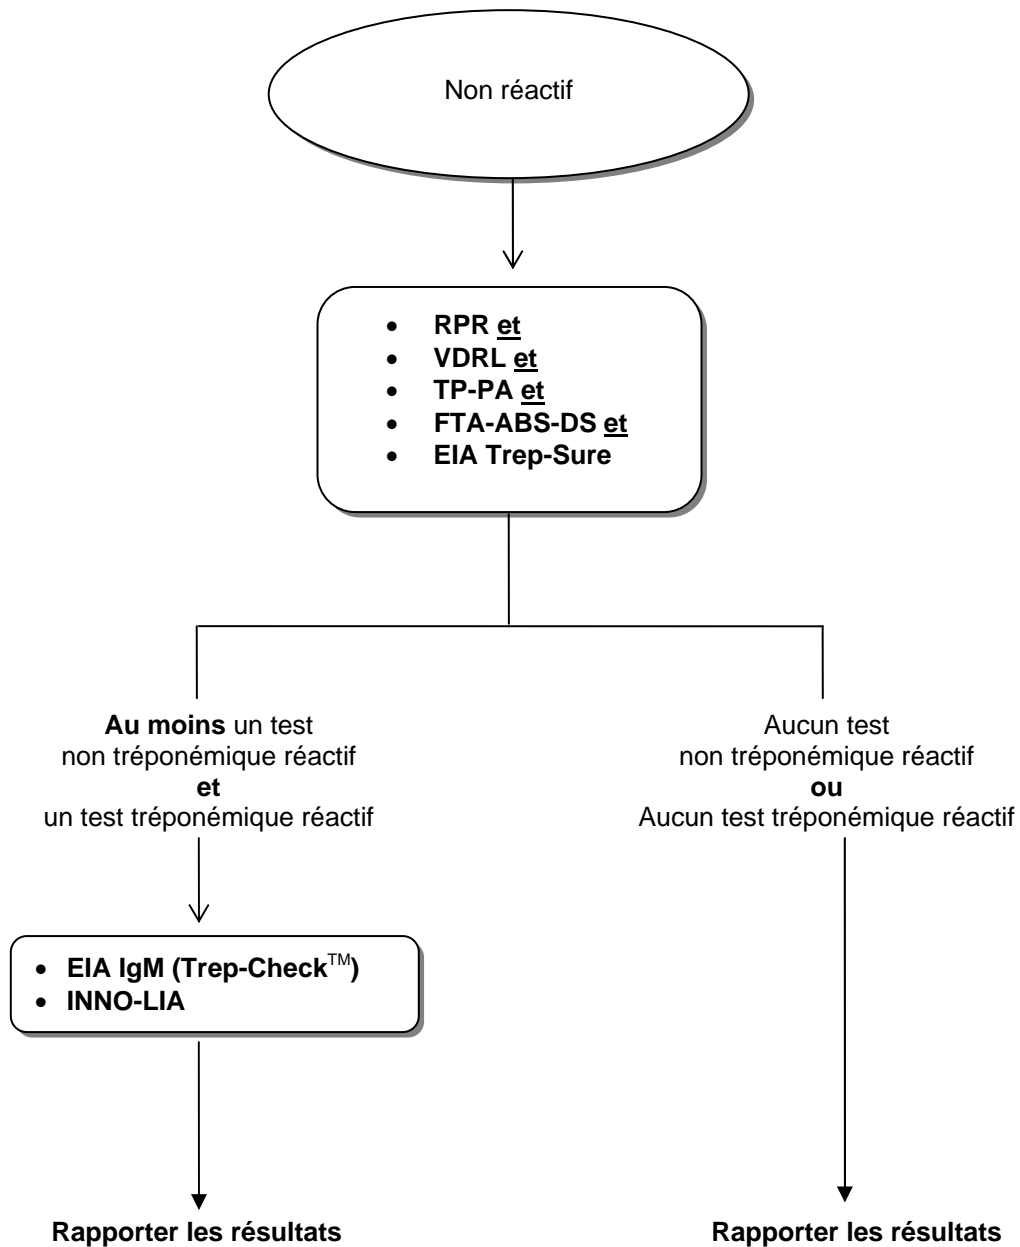 Non réactif
• RPR et
• VDRL et
• TP-PA et
• FTA-ABS-DS et
• EIA Trep-Sure
Au moins un test
non tréponémique réactif
et
un test tréponémique réactif
Aucun test
non tréponémique réactif
ou
Aucun test tréponémique réactif
• EIA IgM (Trep-Check™)
• INNO-LIA
Rapporter les résultats
Rapporter les résultats